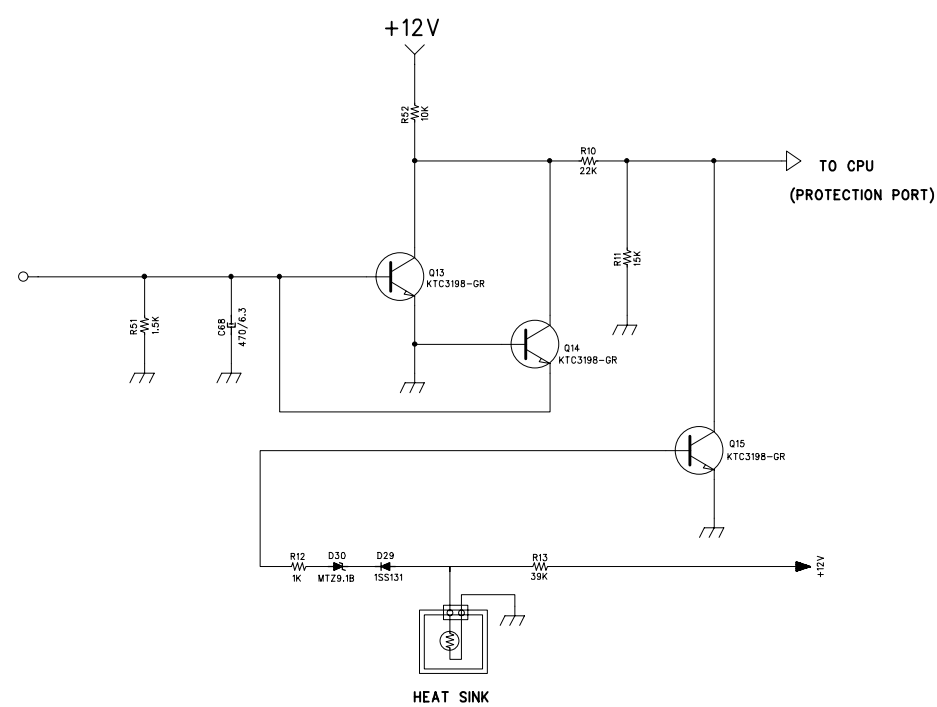 +12V
R52
10K
R10
22K
TO CPU
(PROTECTION PORT)
R11
15K
Q13
KTC3198-GR
R51
1.5K
C68
470/6.3
Q14
KTC3198-GR
Q15
KTC3198-GR
R12
1K
D30
MTZ9.1B
D29
1SS131
R13
39K
+12V
HEAT SINK